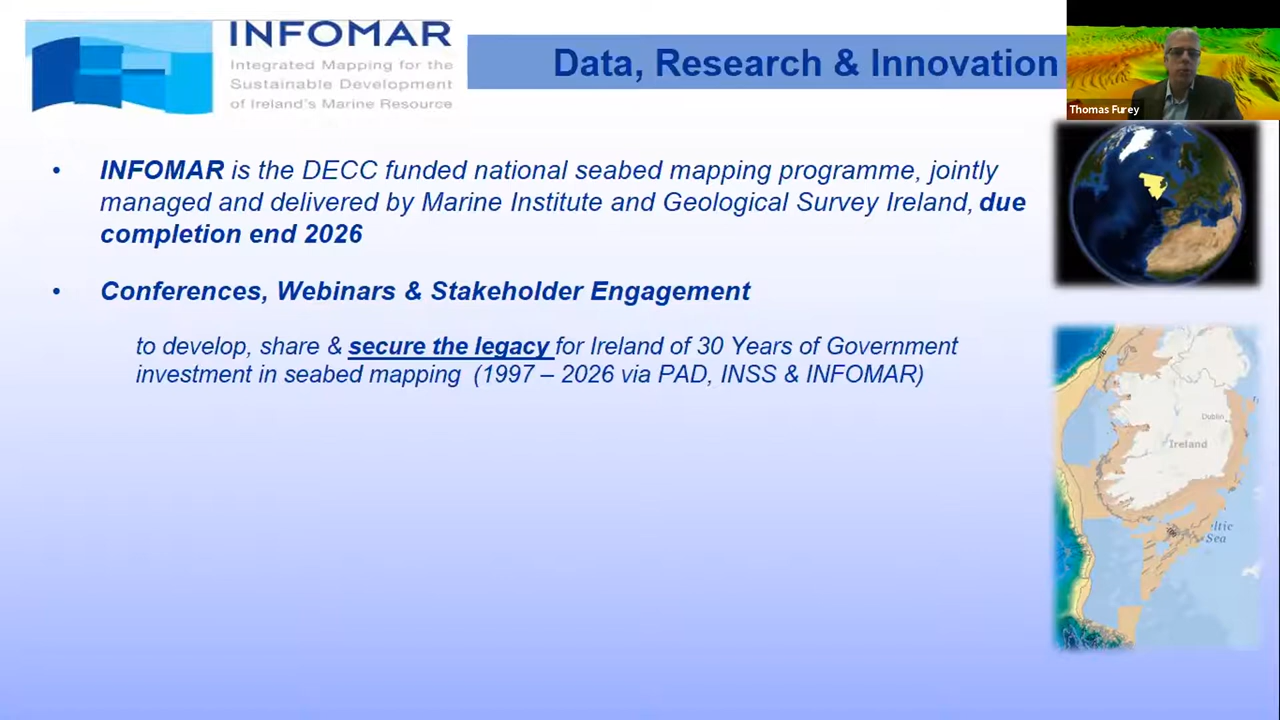 INFOMAR
Integrated Mapping for the
Sustainable Development
of Ireland's Marine Resource
Data, Research & Innovation
Thomas Furey
• INFOMAR is the DECC funded national seabed mapping programme, jointly
managed and delivered by Marine Institute and Geological Survey Ireland, due
completion end 2026
• Conferences, Webinars & Stakeholder Engagement
to develop, share & secure the legacy for Ireland of 30 Years of Government
investment in seabed mapping (1997 – 2026 via PAD, INSS & INFOMAR)
Dublin
Ireland
eltic
Sea